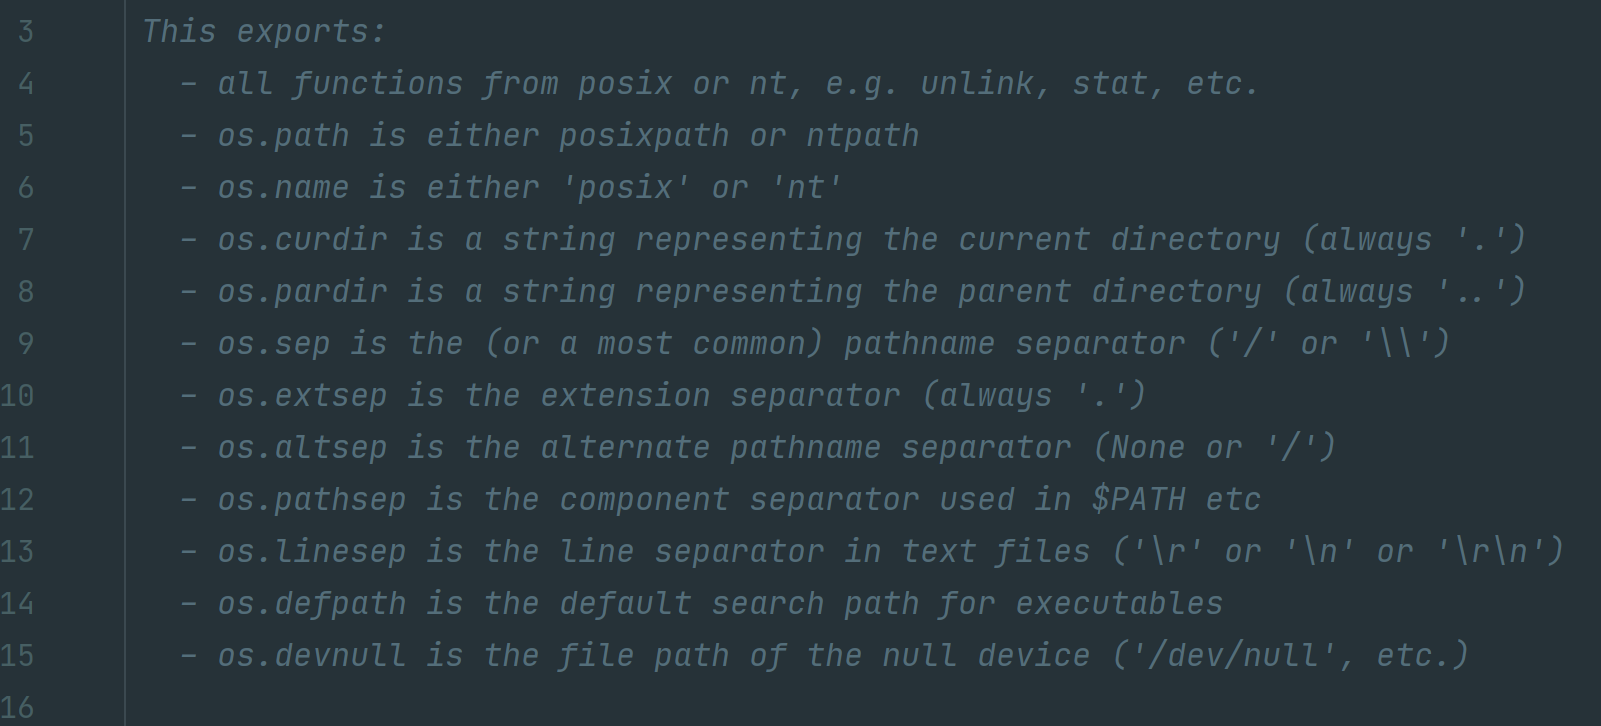 3 This exports:
4 - all functions from posix or nt, e.g. unlink, stat, etc.
5 - os.path is either posixpath or ntpath
6 - os.name is either 'posix' or 'nt'
7 - os.curdir is a string representing the current directory (always '.')
8 - os.pardir is a string representing the parent directory (always '..')
9 - os.sep is the (or a most common) pathname separator ('/' or '\\')
10 - os.extsep is the extension separator (always '.')
11 - os.altsep is the alternate pathname separator (None or '/')
12 - os.pathsep is the component separator used in $PATH etc
13 - os.linesep is the line separator in text files ('\r' or '\n' or '\r\n')
14 - os.defpath is the default search path for executables
15 - os.devnull is the file path of the null device ('/dev/null', etc.)
16